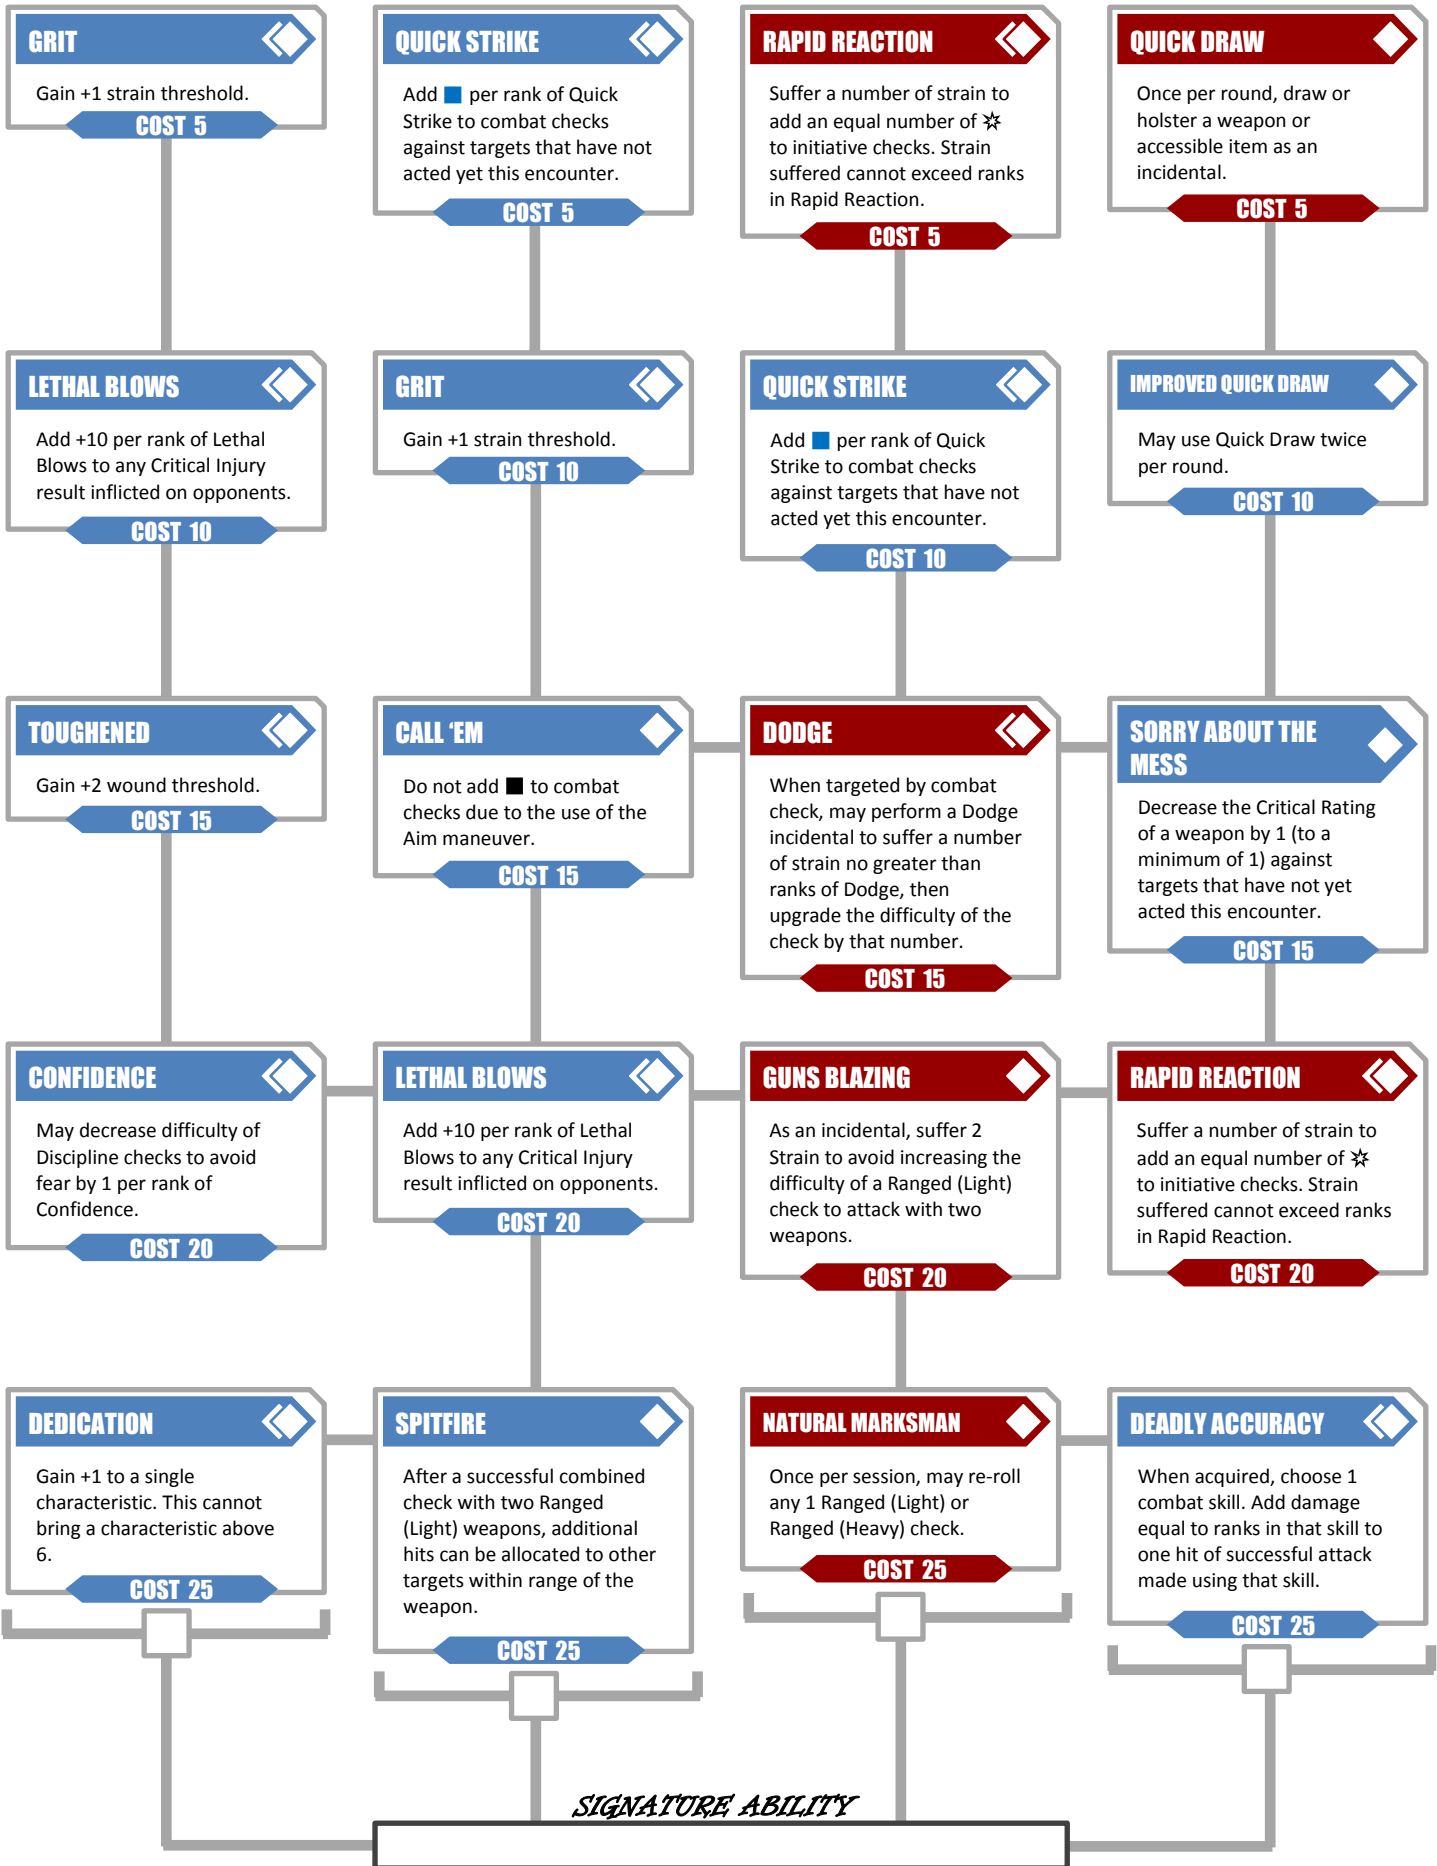 GRIT
Gain +1 strain threshold.
COST 5
QUICK STRIKE
Add per rank of Quick
Strike to combat checks
against targets that have not
acted yet this encounter.
COST 5
RAPID REACTION
Suffer a number of strain to
add an equal number of
to initiative checks. Strain
suffered cannot exceed ranks
in Rapid Reaction.
COST 5
QUICK DRAW
Once per round, draw or
holster a weapon or
accessible item as an
incidental.
COST 5
LETHAL BLOWS
Add +10 per rank of Lethal
Blows to any Critical Injury
result inflicted on opponents.
COST 10
GRIT
Gain +1 strain threshold.
COST 10
QUICK STRIKE
Add per rank of Quick
Strike to combat checks
against targets that have not
acted yet this encounter.
COST 10
IMPROVED QUICK DRAW
May use Quick Draw twice
per round.
COST 10
TOUGHENED
Gain +2 wound threshold.
COST 15
CALL ‘EM
Do not add to combat
checks due to the use of the
Aim maneuver.
COST 15
DODGE
When targeted by combat
check, may perform a Dodge
incidental to suffer a number
of strain no greater than
ranks of Dodge, then
upgrade the difficulty of the
check by that number.
COST 15
SORRY ABOUT THE
MESS
Decrease the Critical Rating
of a weapon by 1 (to a
minimum of 1) against
targets that have not yet
acted this encounter.
COST 15
CONFIDENCE
May decrease difficulty of
Discipline checks to avoid
fear by 1 per rank of
Confidence.
COST 20
LETHAL BLOWS
Add +10 per rank of Lethal
Blows to any Critical Injury
result inflicted on opponents.
COST 20
GUNS BLAZING
As an incidental, suffer 2
Strain to avoid increasing the
difficulty of a Ranged (Light)
check to attack with two
weapons.
COST 20
RAPID REACTION
Suffer a number of strain to
add an equal number of
to initiative checks. Strain
suffered cannot exceed ranks
in Rapid Reaction.
COST 20
DEDICATION
Gain +1 to a single
characteristic. This cannot
bring a characteristic above
6.
COST 25
SPITFIRE
After a successful combined
check with two Ranged
(Light) weapons, additional
hits can be allocated to other
targets within range of the
weapon.
COST 25
NATURAL MARKSMAN
Once per session, may re-roll
any 1 Ranged (Light) or
Ranged (Heavy) check.
COST 25
DEADLY ACCURACY
When acquired, choose 1
combat skill. Add damage
equal to ranks in that skill to
one hit of successful attack
made using that skill.
COST 25
SIGNATURE ABILITY